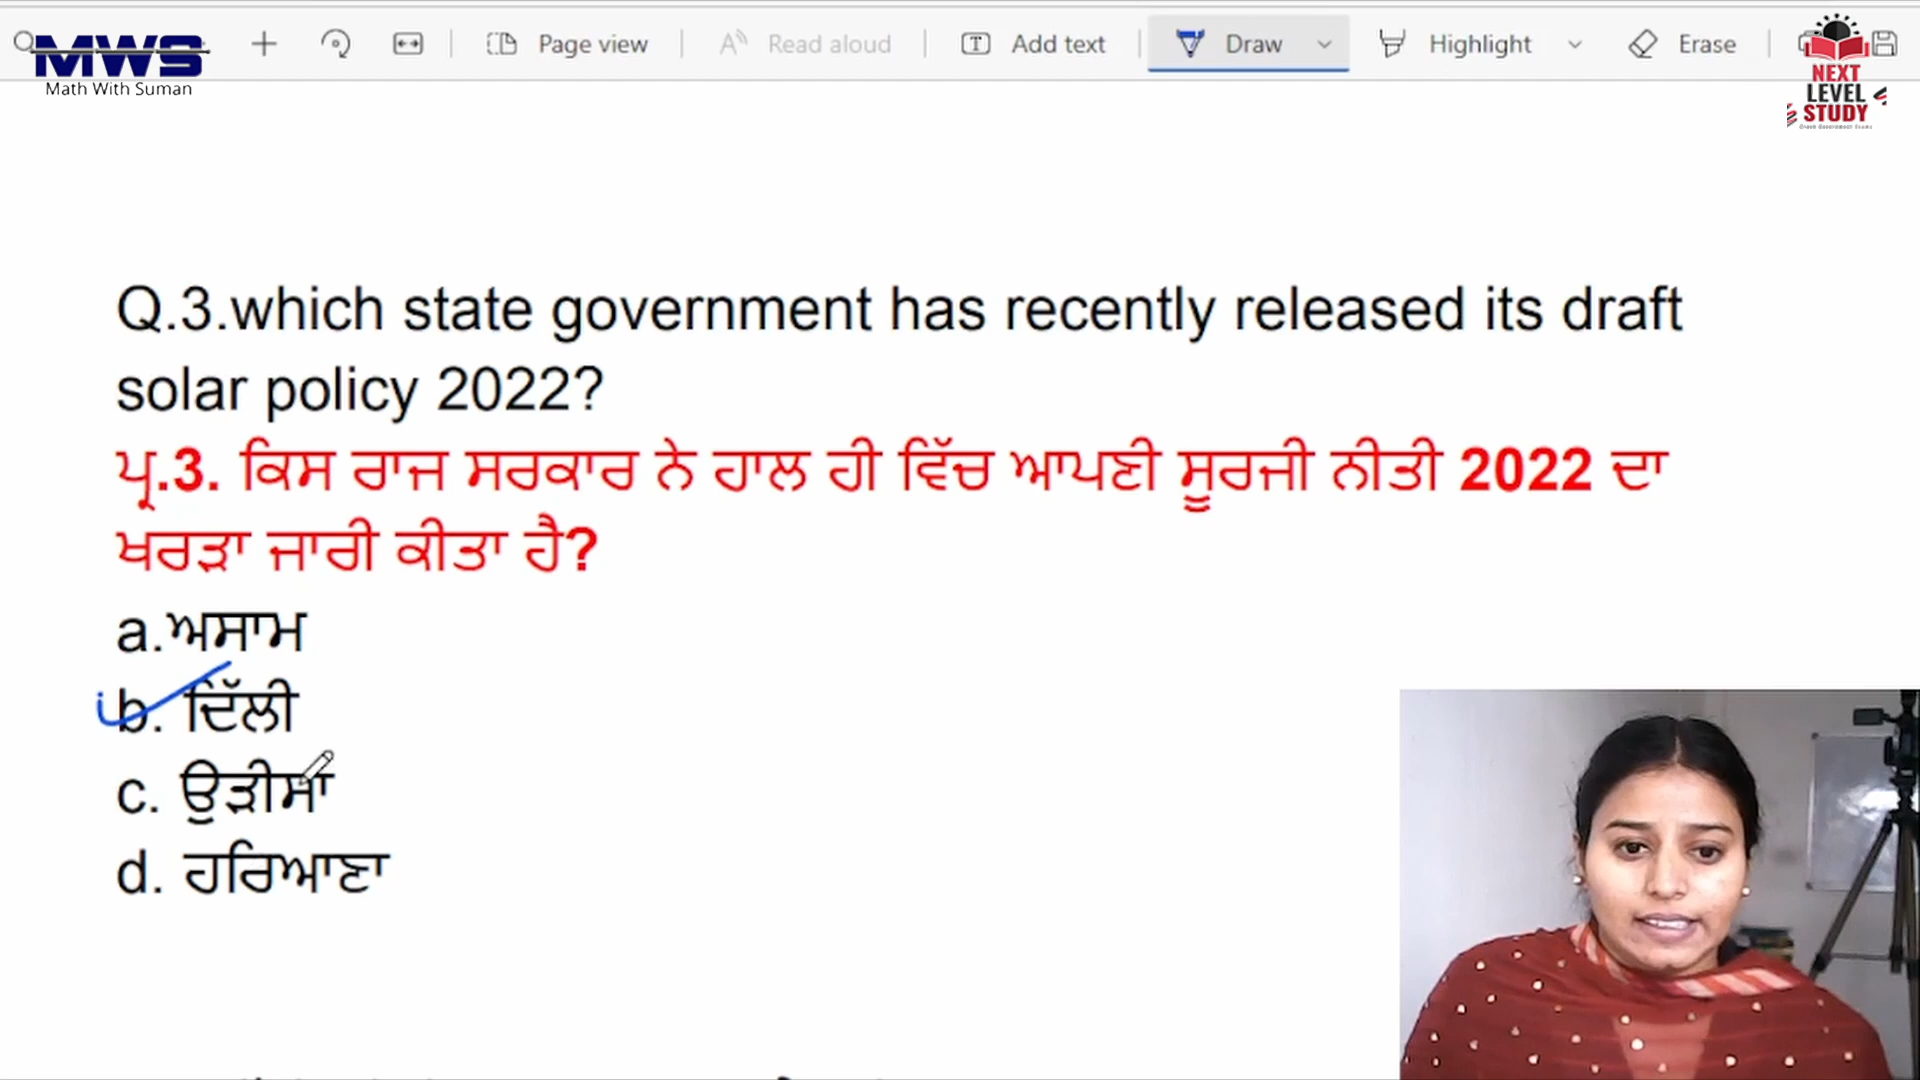 MWS
Math With Suman
Page view
Read aloud
Add text
Draw
Highlight
Erase
NEXT
LEVEL
STUDY
Q.3.which state government has recently released its draft
solar policy 2022?
ਪ੍ਰ.3. ਕਿਸ ਰਾਜ ਸਰਕਾਰ ਨੇ ਹਾਲ ਹੀ ਵਿੱਚ ਆਪਣੀ ਸੂਰਜੀ ਨੀਤੀ 2022 ਦਾ
ਖਰੜਾ ਜਾਰੀ ਕੀਤਾ ਹੈ?
a.ਅਸਾਮ
b. ਦਿੱਲੀ
c. ਉੜੀਸਾ
d. ਹਰਿਆਣਾ